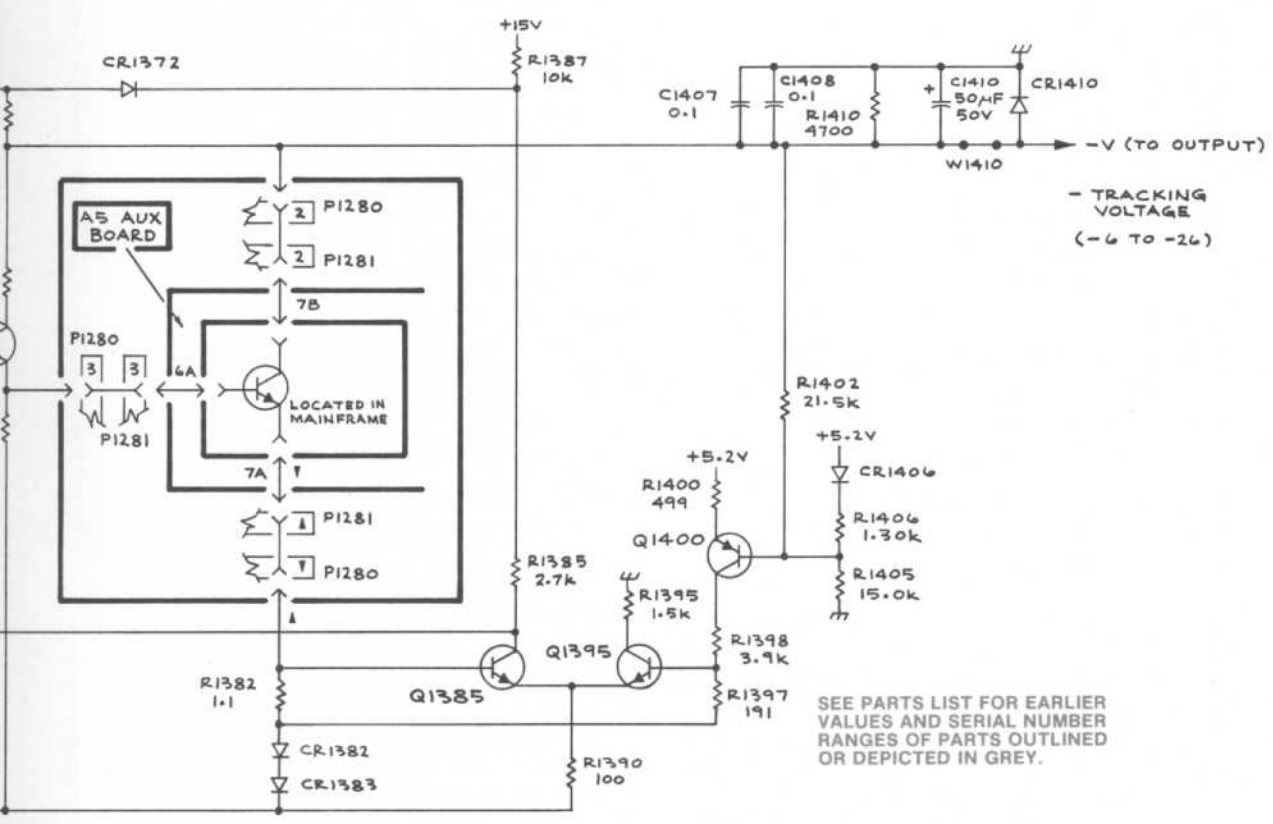 +15V
CR1372
R1387
10K
C1407
0.1
C1408
0.1
R1410
4700
+
C1410
50µF
50V
CR1410
-V (TO OUTPUT)
W1410
- TRACKING
VOLTAGE
(-6 TO -26)
A5 AUX
BOARD
2
P1280
2
P1281
7B
P1280
3
3
6A
P1281
LOCATED IN
MAINFRAME
7A
P1281
P1280
R1402
21.5K
+5.2V
CR1406
+5.2V
R1400
499
R1406
1.30K
Q1400
R1405
15.0K
R1385
2.7K
R1395
1.5K
R1398
3.9K
Q1395
Q1385
R1382
1.1
R1397
191
CR1382
CR1383
R1390
100
SEE PARTS LIST FOR EARLIER
VALUES AND SERIAL NUMBER
RANGES OF PARTS OUTLINED
OR DEPICTED IN GREY.